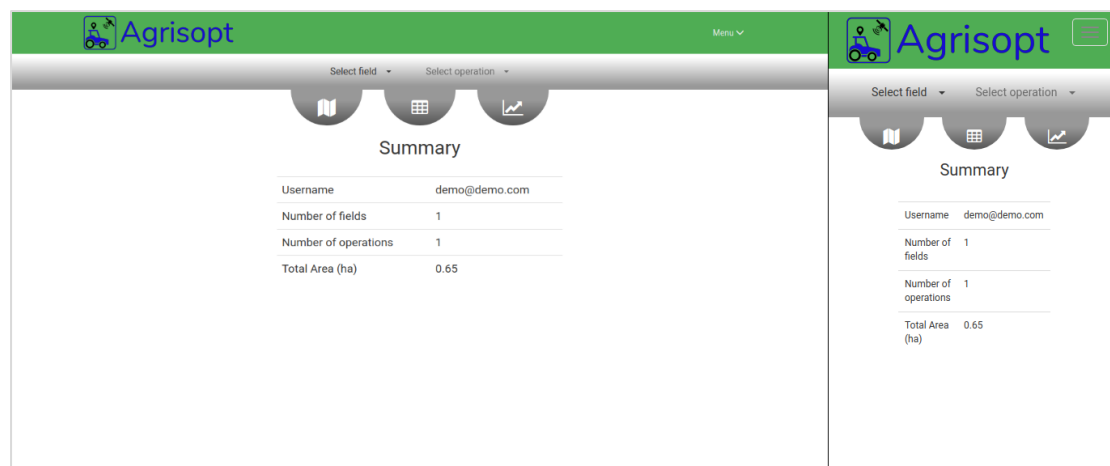 Agrisopt
Menu
Select field Select operation
Summary
Username demo@demo.com
Number of fields 1
Number of operations 1
Total Area (ha) 0.65
Agrisopt
Select field Select operation
Summary
Username demo@demo.com
Number of 1
fields
Number of 1
operations
Total Area 0.65
(ha)